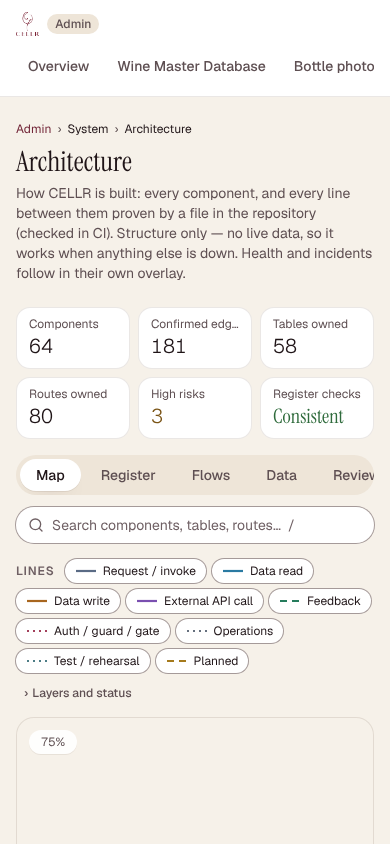 CELLR
Admin
Overview Wine Master Database Bottle photo
Admin › System › Architecture
Architecture
How CELLR is built: every component, and every line
between them proven by a file in the repository
(checked in CI). Structure only — no live data, so it
works when anything else is down. Health and incidents
follow in their own overlay.
Components
64
Confirmed edg…
181
Tables owned
58
Routes owned
80
High risks
3
Register checks
Consistent
Map Register Flows Data Review
Search components, tables, routes… /
LINES Request / invoke Data read
Data write External API call Feedback
Auth / guard / gate Operations
Test / rehearsal Planned
› Layers and status
75%